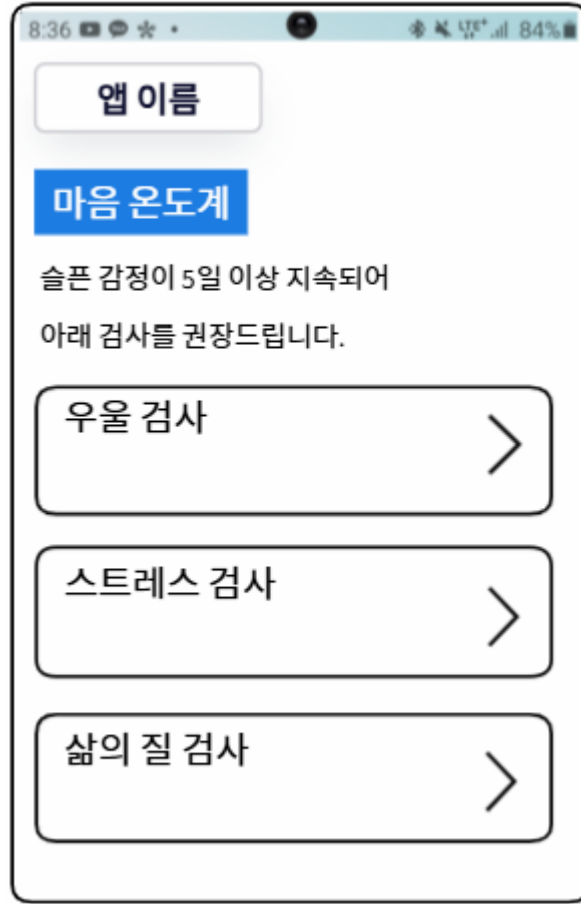 8:36 LTE+ 84%
앱 이름
마음 온도계
슬픈 감정이 5일 이상 지속되어
아래 검사를 권장드립니다.
우울 검사
스트레스 검사
삶의 질 검사